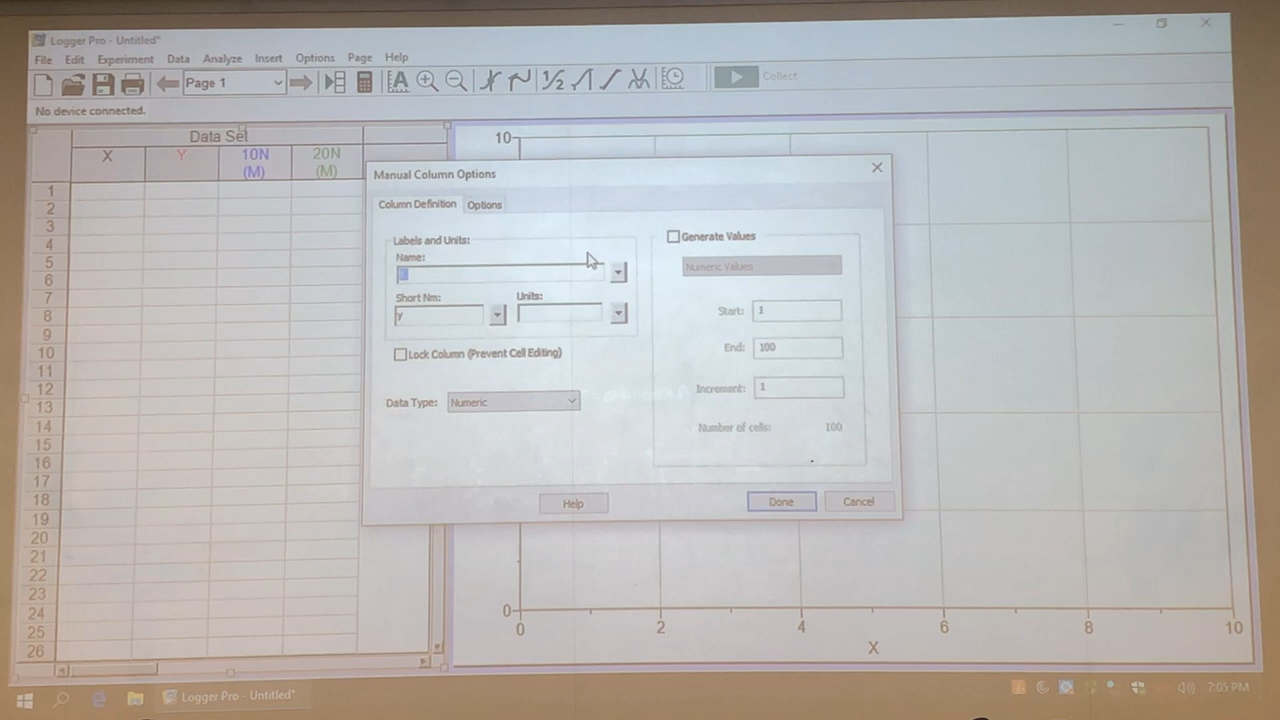 Logger Pro - Untitled*
File Edit Experiment Data Analyze Insert Options Page Help
Page 1
Collect
No device connected.
Data Set
X Y 10N 20N
(M) (M)
1
2
3
4
5
6
7
8
9
10
11
12
13
14
15
16
17
18
19
20
21
22
23
24
25
26
Manual Column Options
Column Definition Options
Labels and Units:
Name:
Short Nm: Units:
y
Lock Column (Prevent Cell Editing)
Data Type: Numeric
Generate Values
Numeric Values
Start: 1
End: 100
Increment: 1
Number of cells: 100
Help Done Cancel
10
0
0 2 4 6 8 10
X
Logger Pro - Untitled*
7:05 PM